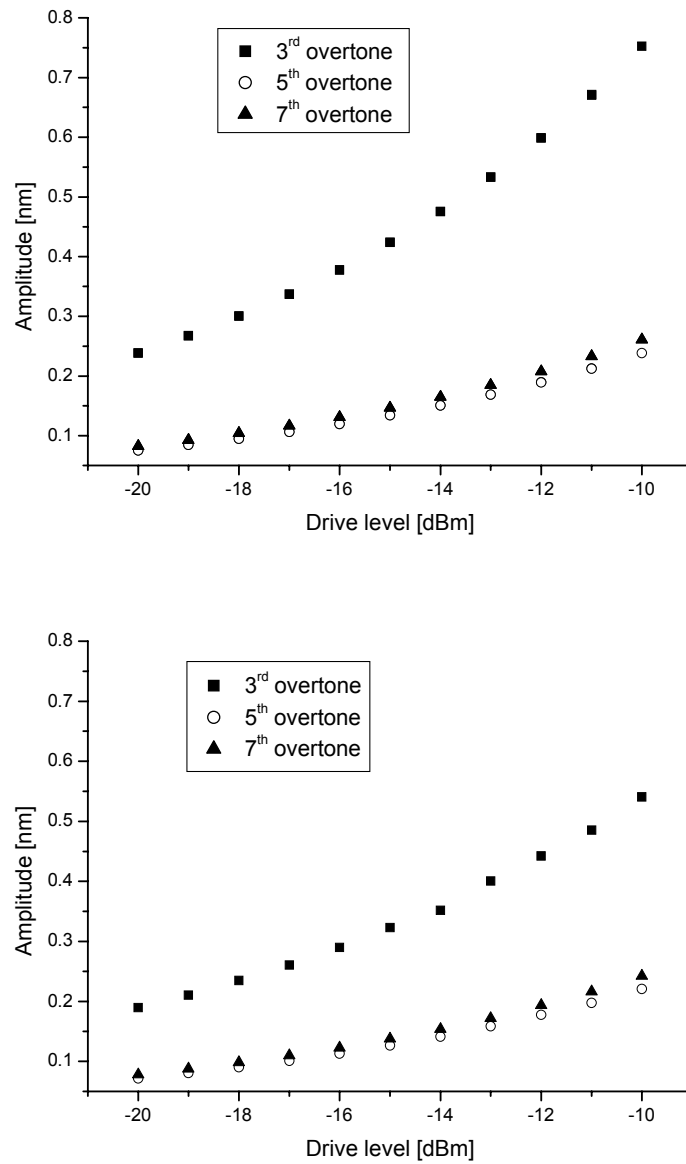 0.8
0.7
0.6
0.5
0.4
0.3
0.2
0.1
Amplitude [nm]
3rd overtone
5th overtone
7th overtone
-20 -18 -16 -14 -12 -10
Drive level [dBm]
0.8
0.7
0.6
0.5
0.4
0.3
0.2
0.1
Amplitude [nm]
3rd overtone
5th overtone
7th overtone
-20 -18 -16 -14 -12 -10
Drive level [dBm]